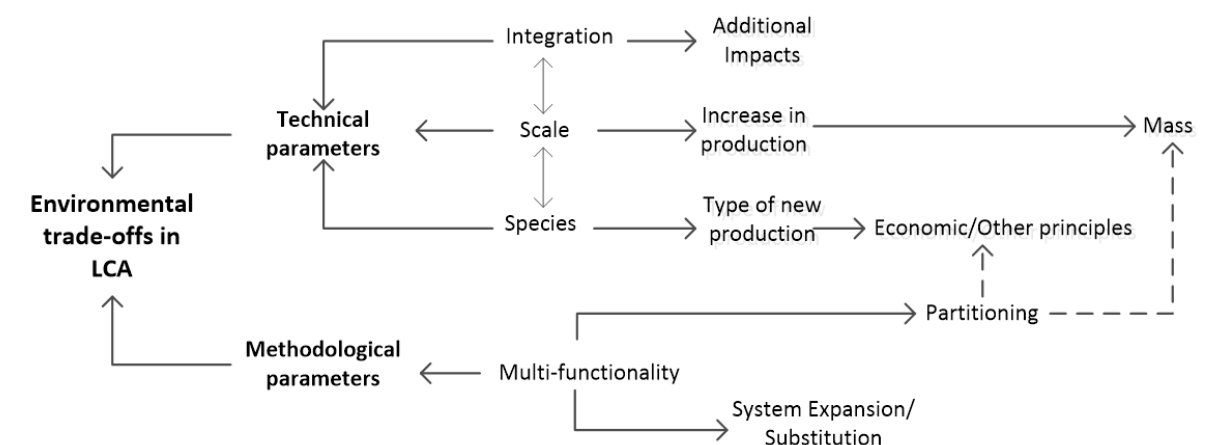 Integration
Additional
Impacts
Technical
parameters
Scale
Increase in
production
Mass
Environmental
trade-offs in
LCA
Species
Type of new
production
Economic/Other principles
Partitioning
Methodological
parameters
Multi-functionality
System Expansion/
Substitution